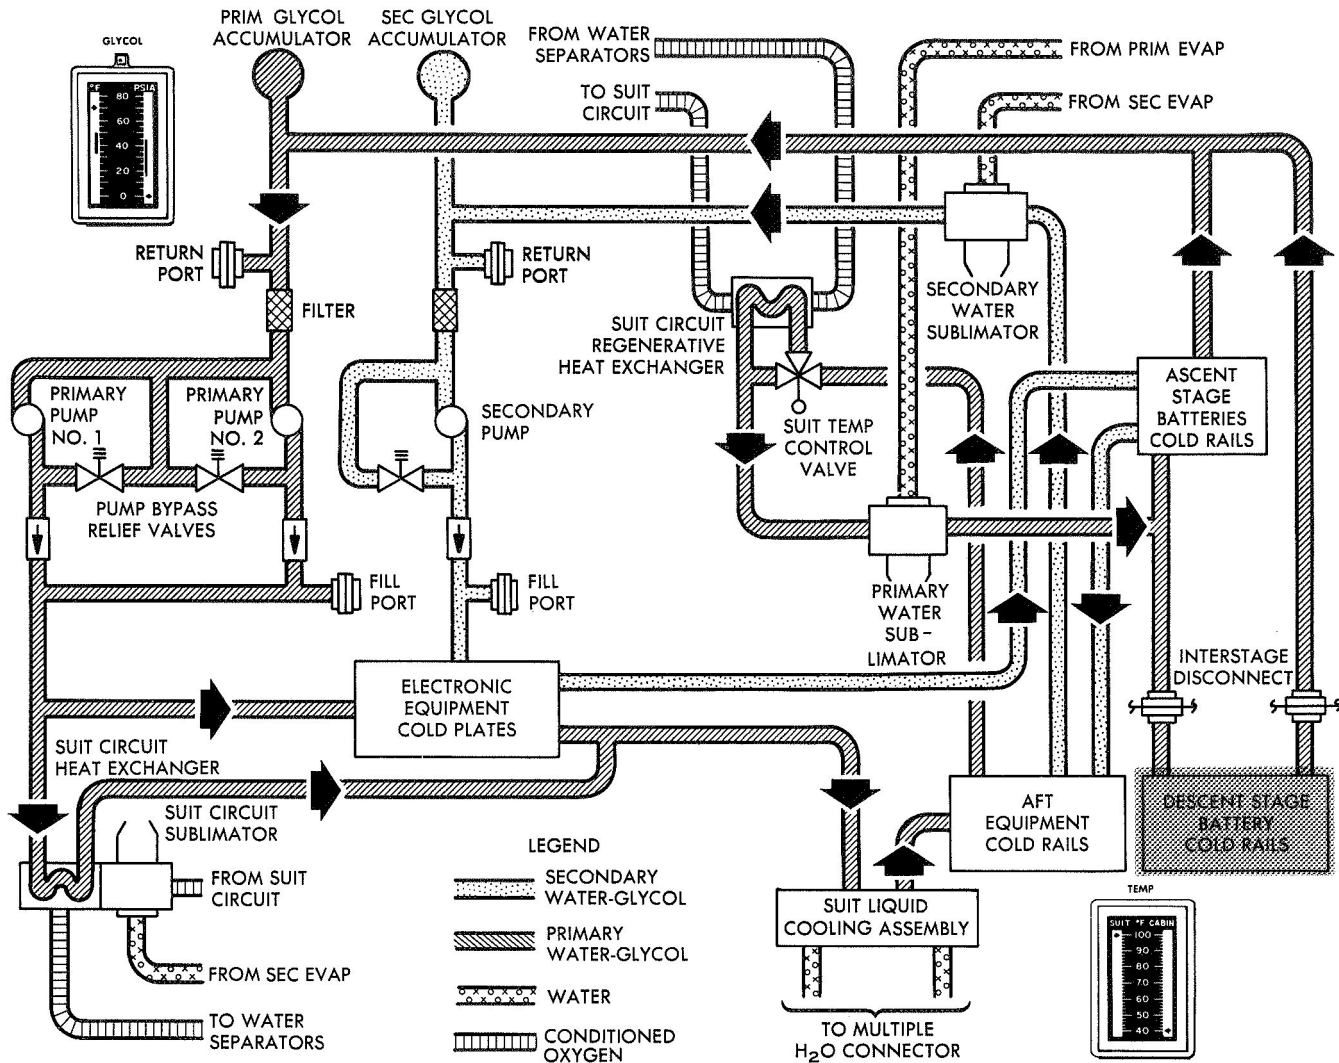 PRIM GLYCOL
ACCUMULATOR
SEC GLYCOL
ACCUMULATOR
FROM WATER
SEPARATORS
FROM PRIM EVAP
GLYCOL
°F PSIA
80
60
40
20
0
TO SUIT
CIRCUIT
FROM SEC EVAP
RETURN
PORT
RETURN
PORT
FILTER
SECONDARY
WATER
SUBLIMATOR
SUIT CIRCUIT
REGENERATIVE
HEAT EXCHANGER
PRIMARY
PUMP
NO. 1
PRIMARY
PUMP
NO. 2
SECONDARY
PUMP
SUIT TEMP
CONTROL
VALVE
ASCENT
STAGE
BATTERIES
COLD RAILS
PUMP BYPASS
RELIEF VALVES
FILL
PORT
FILL
PORT
PRIMARY
WATER
SUB-
LIMATOR
INTERSTAGE
DISCONNECT
ELECTRONIC
EQUIPMENT
COLD PLATES
SUIT CIRCUIT
HEAT EXCHANGER
SUIT CIRCUIT
SUBLIMATOR
AFT
EQUIPMENT
COLD RAILS
DESCENT STAGE
BATTERY
COLD RAILS
FROM SUIT
CIRCUIT
LEGEND
SECONDARY
WATER-GLYCOL
PRIMARY
WATER-GLYCOL
WATER
CONDITIONED
OXYGEN
SUIT LIQUID
COOLING ASSEMBLY
TEMP
SUIT °F CABIN
100
90
80
70
60
50
40
FROM SEC EVAP
TO WATER
SEPARATORS
TO MULTIPLE
H2O CONNECTOR